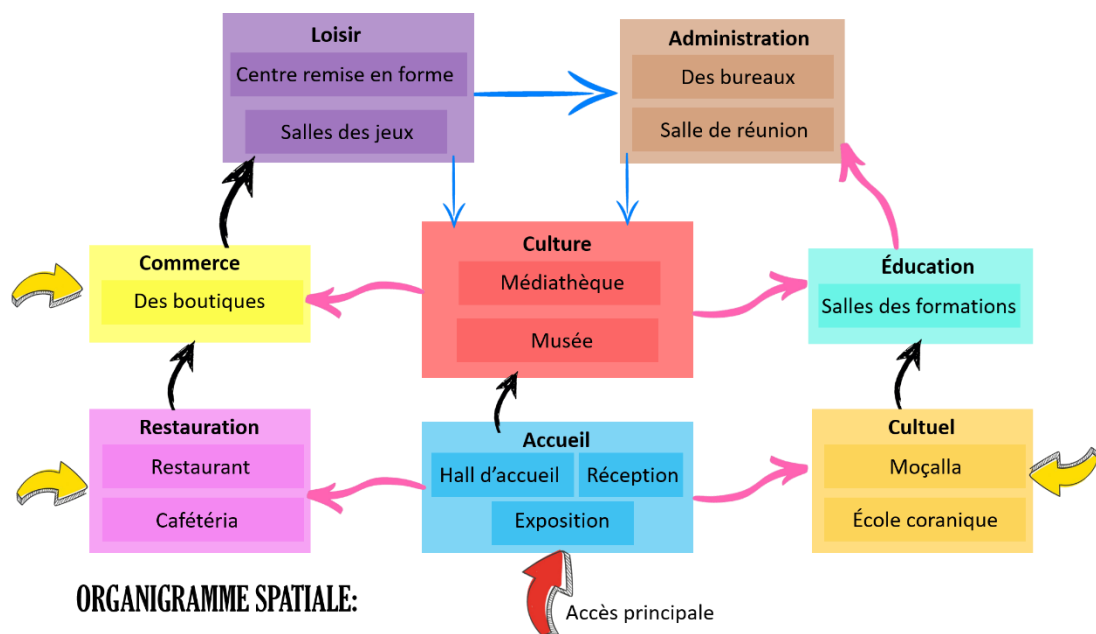 Loisir
Centre remise en forme
Salles des jeux
Administration
Des bureaux
Salle de réunion
Commerce
Des boutiques
Culture
Médiathèque
Musée
Éducation
Salles des formations
Restauration
Restaurant
Cafétéria
Accueil
Hall d'accueil
Réception
Exposition
Cultuel
Moçalla
École coranique
ORGANIGRAMME SPATIALE:
Accès principale